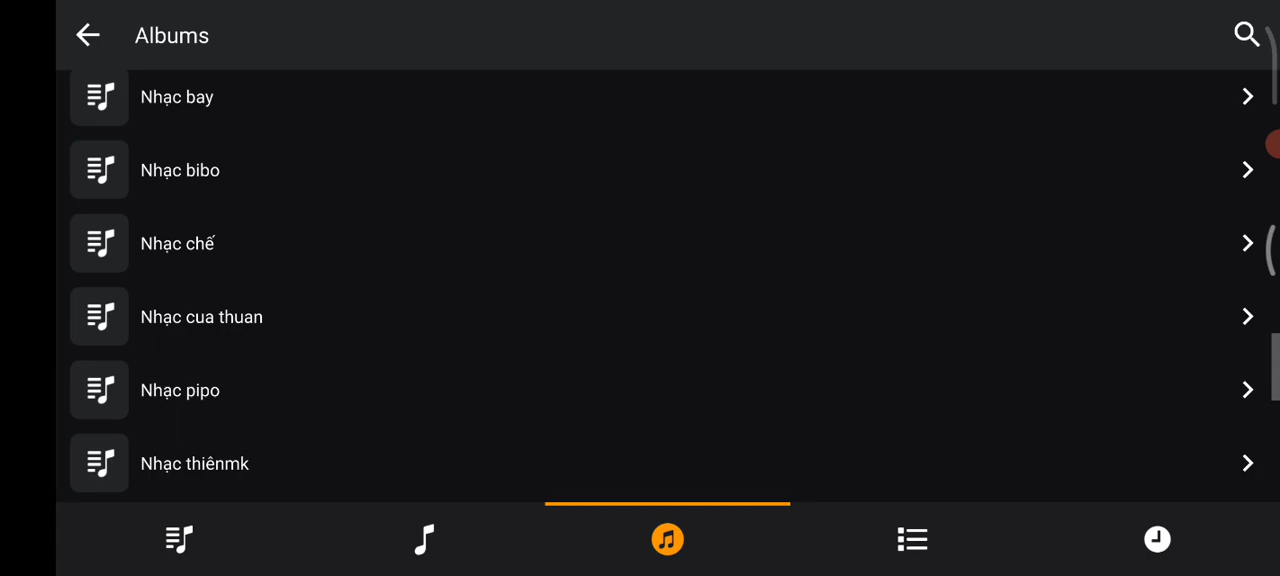 Albums
Nhạc bay
Nhạc bibo
Nhạc chế
Nhạc cua thuan
Nhạc pipo
Nhạc thiênmk